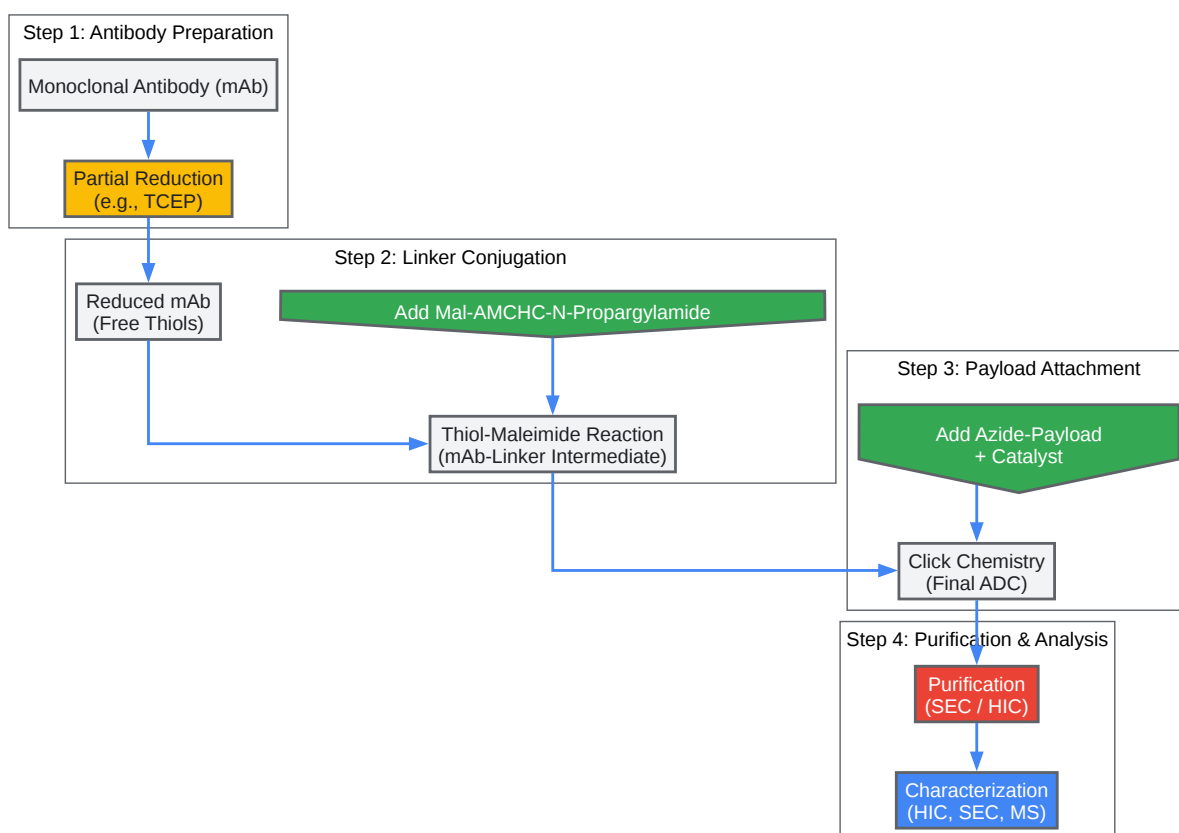 Step 1: Antibody Preparation
Monoclonal Antibody (mAb)
Partial Reduction
(e.g., TCEP)
Step 2: Linker Conjugation
Reduced mAb
(Free Thiols)
Add Mal-AMCHC-N-Propargylamide
Thiol-Maleimide Reaction
(mAb-Linker Intermediate)
Step 3: Payload Attachment
Add Azide-Payload
+ Catalyst
Click Chemistry
(Final ADC)
Step 4: Purification & Analysis
Purification
(SEC / HIC)
Characterization
(HIC, SEC, MS)